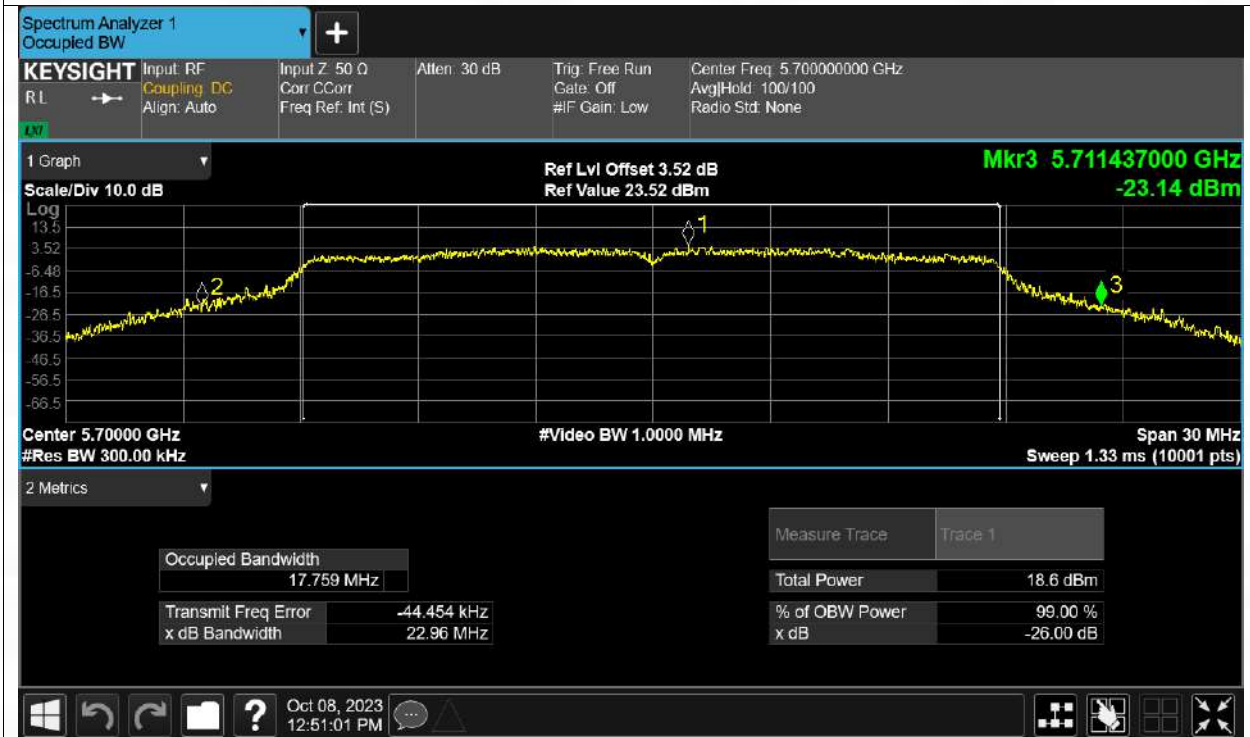 Spectrum Analyzer 1
Occupied BW
+
KEYSIGHT
RL
LXI
Input: RF
Coupling: DC
Align: Auto
Input Z: 50 Ω
Corr CCorr
Freq Ref: Int (S)
Atten: 30 dB
Trig: Free Run
Gate: Off
#IF Gain: Low
Center Freq: 5.700000000 GHz
Avg|Hold: 100/100
Radio Std: None
1 Graph
Scale/Div 10.0 dB
Ref Lvl Offset 3.52 dB
Ref Value 23.52 dBm
Mkr3 5.711437000 GHz
-23.14 dBm
Log
13.5
3.52
-6.48
-16.5
-26.5
-36.5
-46.5
-56.5
-66.5
1
2
3
Center 5.70000 GHz
#Res BW 300.00 kHz
#Video BW 1.0000 MHz
Span 30 MHz
Sweep 1.33 ms (10001 pts)
2 Metrics
Measure Trace Trace 1
Occupied Bandwidth
17.759 MHz
Total Power 18.6 dBm
Transmit Freq Error -44.454 kHz
% of OBW Power 99.00 %
x dB Bandwidth 22.96 MHz
x dB -26.00 dB
?
Oct 08, 2023
12:51:01 PM